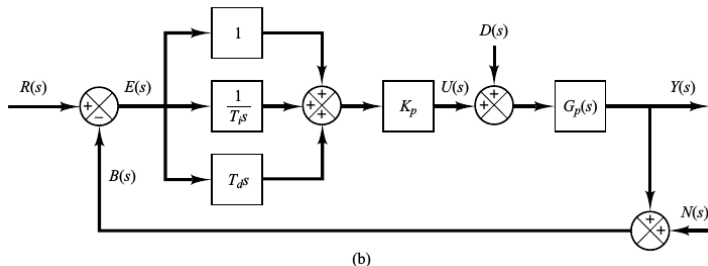 D(s)
1
R(s)
E(s)
1
T_i s
K_p
U(s)
G_p(s)
Y(s)
+
−
+
+
+
+
+
B(s)
T_d s
+
+
N(s)
(b)